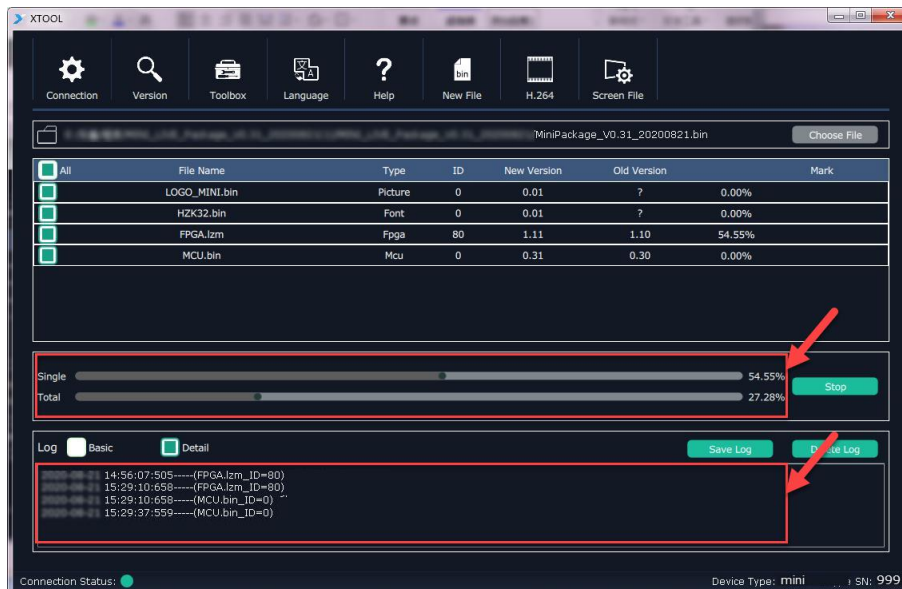 XTOOL
Connection Version Toolbox Language Help bin New File H.264 Screen File
MiniPackage_V0.31_20200821.bin Choose File
All File Name Type ID New Version Old Version Mark
LOGO_MINI.bin Picture 0 0.01 ? 0.00%
HZK32.bin Font 0 0.01 ? 0.00%
FPGA.lzm Fpga 80 1.11 1.10 54.55%
MCU.bin Mcu 0 0.31 0.30 0.00%
Single 54.55%
Stop
Total 27.28%
Log Basic Detail Save Log Delete Log
14:56:07:505-----(FPGA.lzm_ID=80)
15:29:10:658-----(FPGA.lzm_ID=80)
15:29:10:658-----(MCU.bin_ID=0)
15:29:37:559-----(MCU.bin_ID=0)
Connection Status: Device Type: mini SN: 999